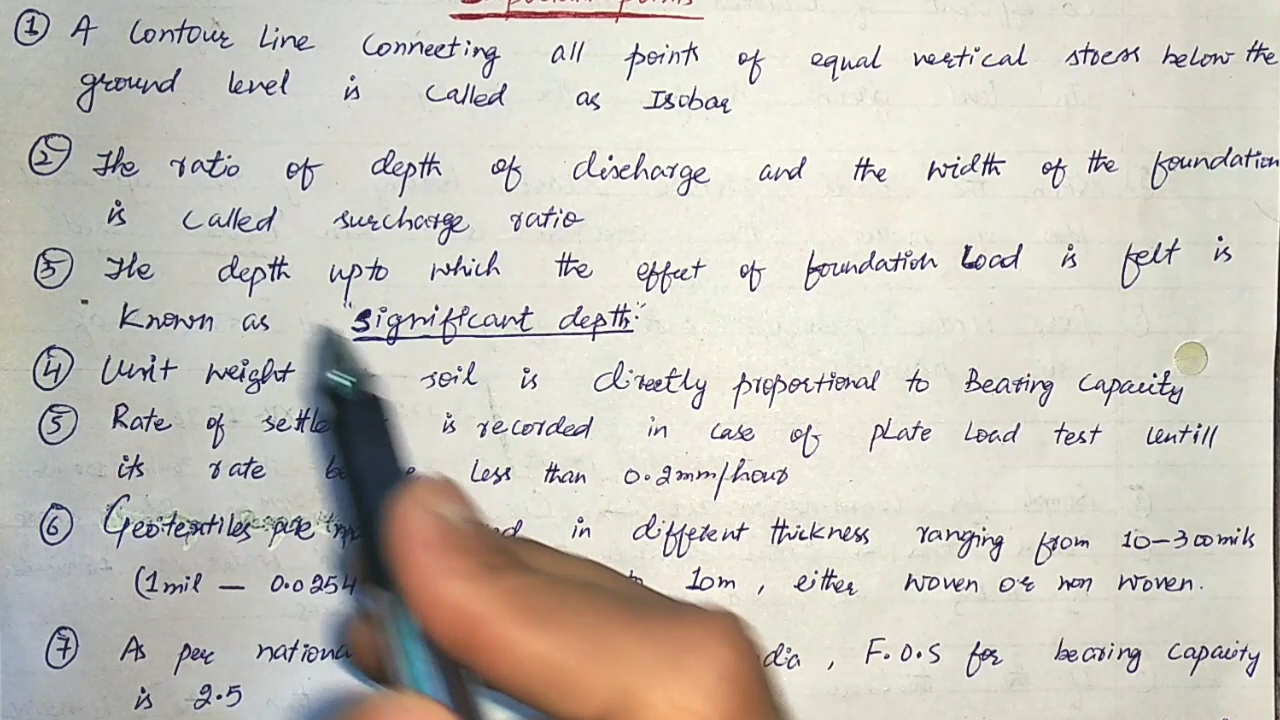 Important points
① A Contour Line Connecting all points of equal vertical stress below the
ground level is called as Isobar
② The ratio of depth of discharge and the width of the foundation
is called surcharge ratio
③ The depth upto which the effect of foundation Load is felt is
known as "significant depth"
④ Unit weight soil is directly proportional to Bearing Capacity
⑤ Rate of is recorded in case of plate Load test untill
its rate less than 0.2mm/hour
⑥ Geotextiles are in different thickness ranging from 10-300mils
(1mil - 0.0254 10m, either woven or non woven.
⑦ As per , F.O.S for bearing capacity
is 2.5